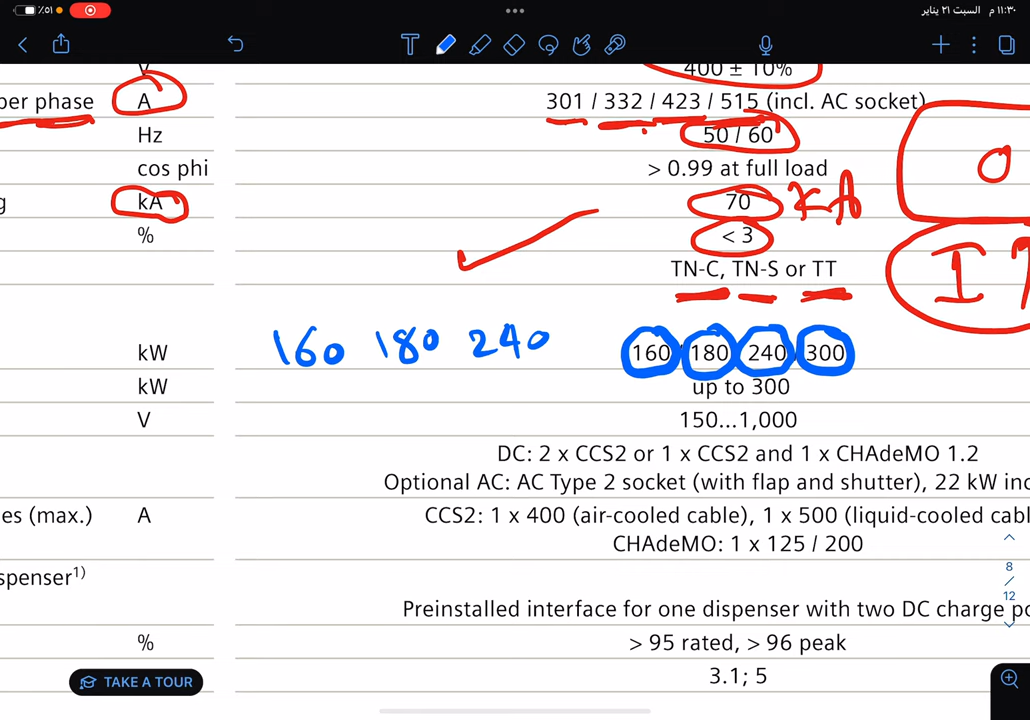 ٪٥١ ١١:٣٠ م السبت ٢١ يناير
V 400 ± 10%
per phase A 301 / 332 / 423 / 515 (incl. AC socket)
Hz 50 / 60
cos phi > 0.99 at full load
g kA 70 KA
% < 3
TN-C, TN-S or TT
160 180 240
kW 160 / 180 / 240 / 300
kW up to 300
V 150...1,000
DC: 2 x CCS2 or 1 x CCS2 and 1 x CHAdeMO 1.2
Optional AC: AC Type 2 socket (with flap and shutter), 22 kW inc
es (max.) A CCS2: 1 x 400 (air-cooled cable), 1 x 500 (liquid-cooled cabl
CHAdeMO: 1 x 125 / 200
spenser1)
Preinstalled interface for one dispenser with two DC charge po
% > 95 rated, > 96 peak
3.1; 5
8
/
12
TAKE A TOUR